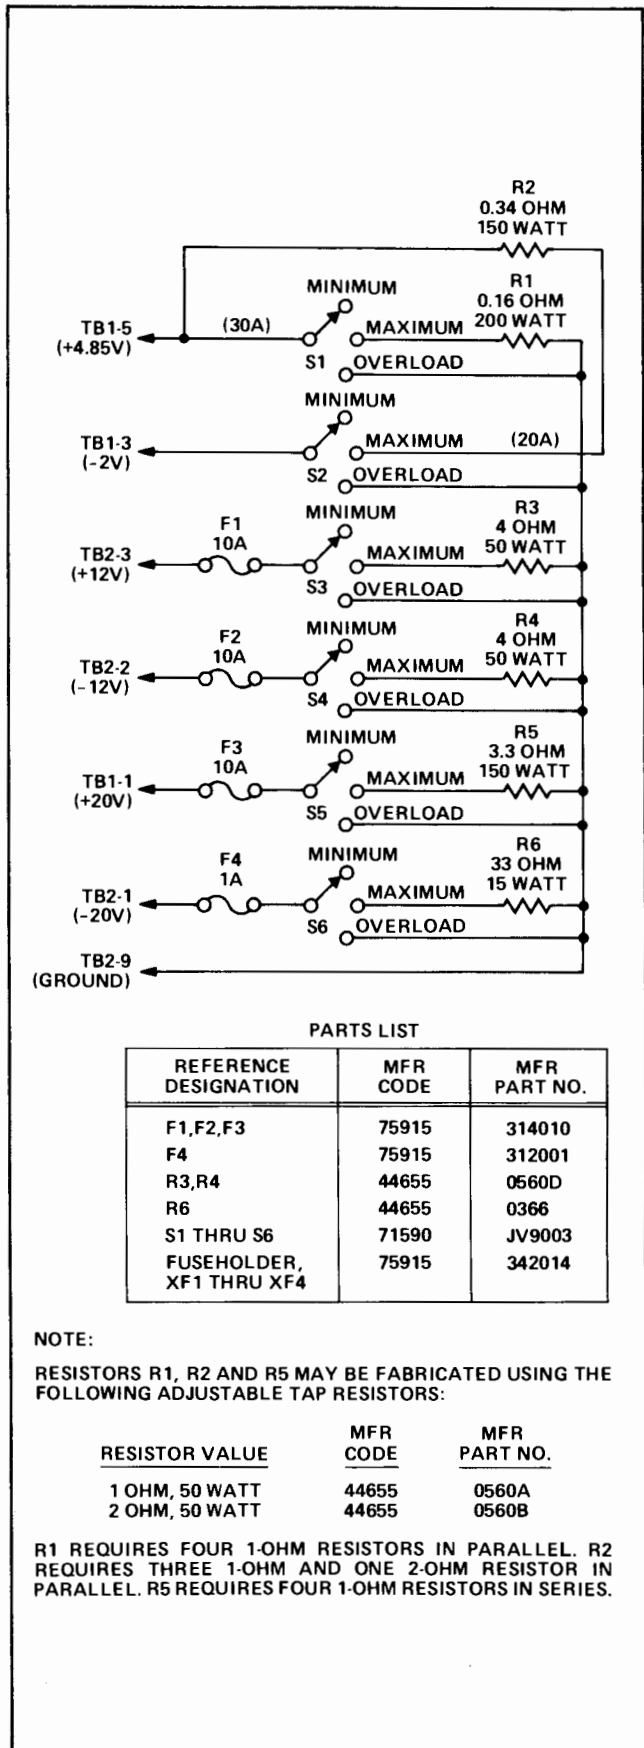 R2
0.34 OHM
150 WATT
MINIMUM
R1
0.16 OHM
200 WATT
TB1-5
(+4.85V)
(30A)
MAXIMUM
S1
OVERLOAD
MINIMUM
TB1-3
(-2V)
MAXIMUM
(20A)
S2
OVERLOAD
F1
10A
MINIMUM
R3
4 OHM
50 WATT
TB2-3
(+12V)
MAXIMUM
S3
OVERLOAD
F2
10A
MINIMUM
R4
4 OHM
50 WATT
TB2-2
(-12V)
MAXIMUM
S4
OVERLOAD
F3
10A
MINIMUM
R5
3.3 OHM
150 WATT
TB1-1
(+20V)
MAXIMUM
S5
OVERLOAD
F4
1A
MINIMUM
R6
33 OHM
15 WATT
TB2-1
(-20V)
MAXIMUM
S6
OVERLOAD
TB2-9
(GROUND)
PARTS LIST
REFERENCE DESIGNATION MFR CODE MFR PART NO.
F1,F2,F3 75915 314010
F4 75915 312001
R3,R4 44655 0560D
R6 44655 0366
S1 THRU S6 71590 JV9003
FUSEHOLDER, 75915 342014
XF1 THRU XF4
NOTE:
RESISTORS R1, R2 AND R5 MAY BE FABRICATED USING THE
FOLLOWING ADJUSTABLE TAP RESISTORS:
RESISTOR VALUE MFR CODE MFR PART NO.
1 OHM, 50 WATT 44655 0560A
2 OHM, 50 WATT 44655 0560B
R1 REQUIRES FOUR 1-OHM RESISTORS IN PARALLEL. R2
REQUIRES THREE 1-OHM AND ONE 2-OHM RESISTOR IN
PARALLEL. R5 REQUIRES FOUR 1-OHM RESISTORS IN SERIES.